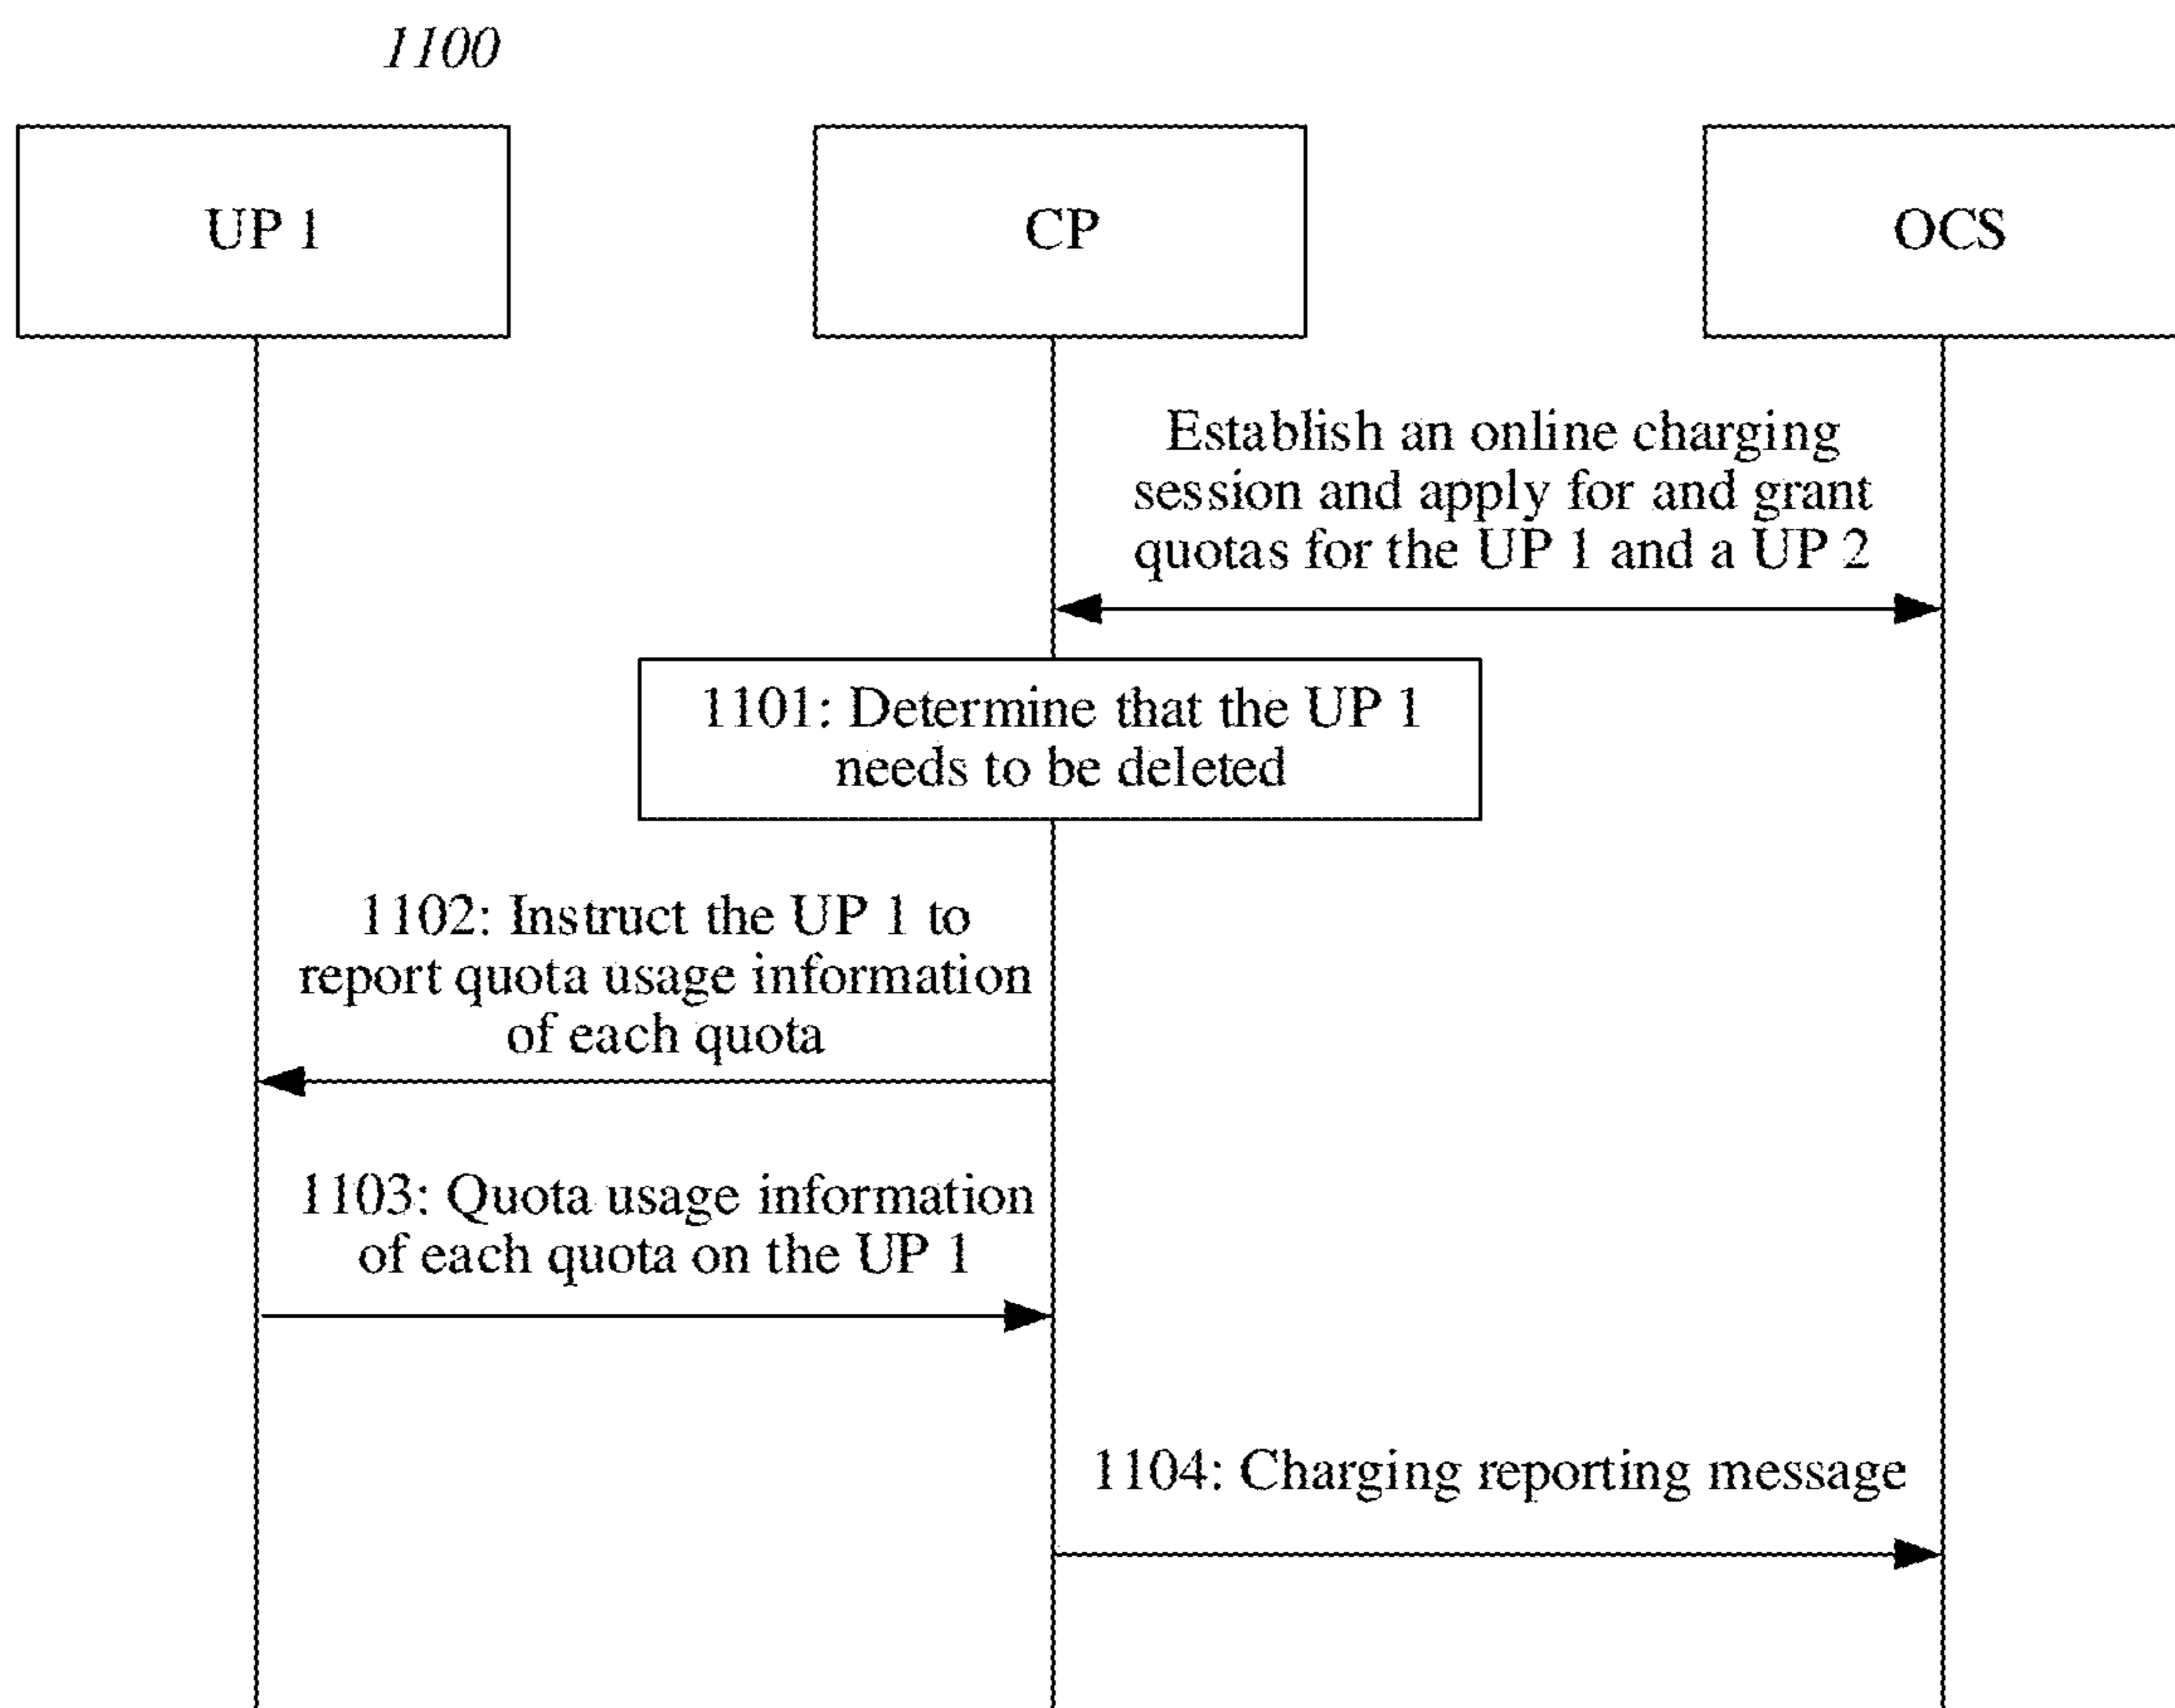 1100
UP 1
CP
OCS
Establish an online charging
session and apply for and grant
quotas for the UP 1 and a UP 2
1101: Determine that the UP 1
needs to be deleted
1102: Instruct the UP 1 to
report quota usage information
of each quota
1103: Quota usage information
of each quota on the UP 1
1104: Charging reporting message